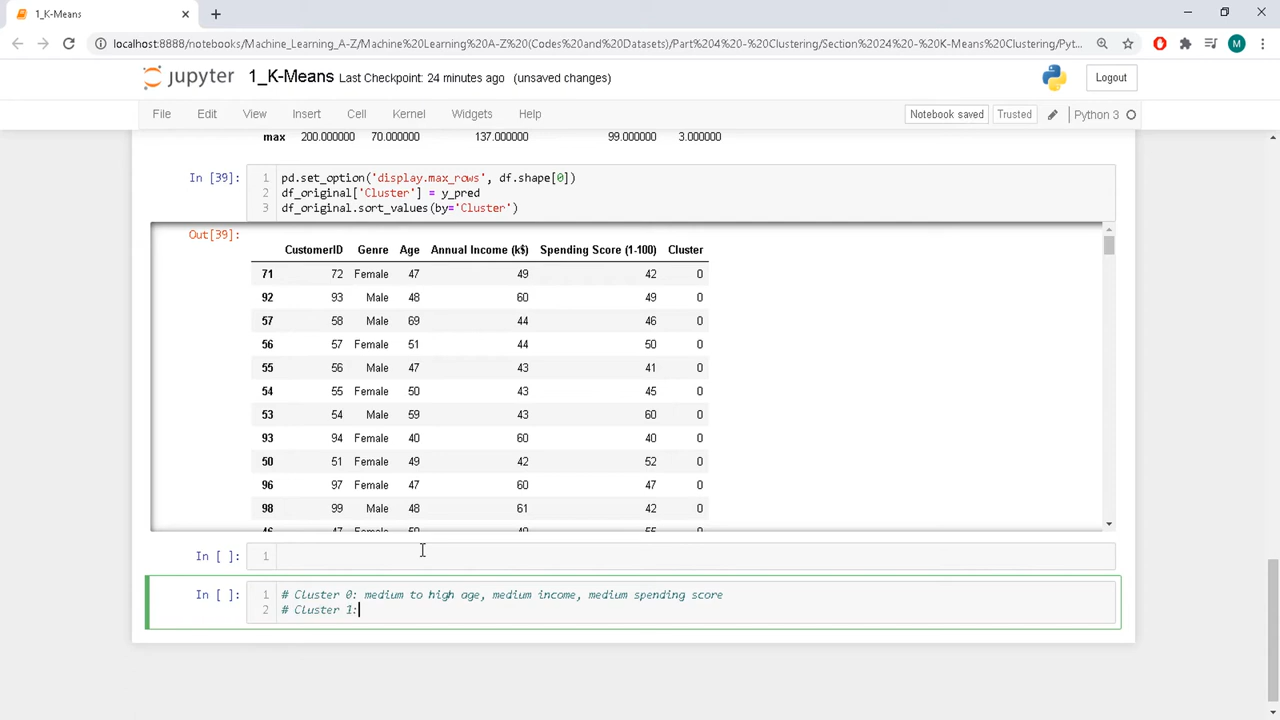 1_K-Means
localhost:8888/notebooks/Machine_Learning_A-Z/Machine%20Learning%20A-Z%20(Codes%20and%20Datasets)/Part%204%20-%20Clustering/Section%2024%20-%20K-Means%20Clustering/Pyt...
M
jupyter 1_K-Means Last Checkpoint: 24 minutes ago (unsaved changes)
Logout
File Edit View Insert Cell Kernel Widgets Help
Notebook saved Trusted Python 3
max 200.000000 70.000000 137.000000 99.000000 3.000000
In [39]: 1 pd.set_option('display.max_rows', df.shape[0])
2 df_original['Cluster'] = y_pred
3 df_original.sort_values(by='Cluster')
Out[39]:
CustomerID Genre Age Annual Income (k$) Spending Score (1-100) Cluster
71 72 Female 47 49 42 0
92 93 Male 48 60 49 0
57 58 Male 69 44 46 0
56 57 Female 51 44 50 0
55 56 Male 47 43 41 0
54 55 Female 50 43 45 0
53 54 Male 59 43 60 0
93 94 Female 40 60 40 0
50 51 Female 49 42 52 0
96 97 Female 47 60 47 0
98 99 Male 48 61 42 0
46 47 Female 50 40 55 0
In [ ]: 1
In [ ]: 1 # Cluster 0: medium to high age, medium income, medium spending score
2 # Cluster 1: